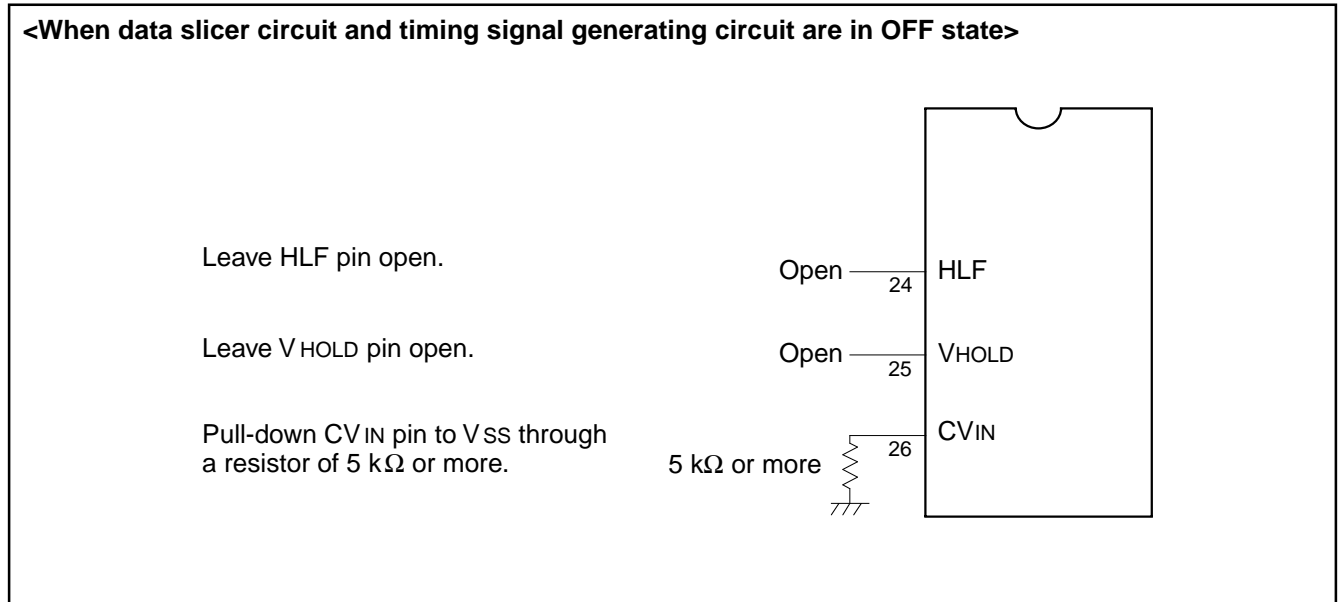 <When data slicer circuit and timing signal generating circuit are in OFF state>
Leave HLF pin open.
Open
24
HLF
Leave VHOLD pin open.
Open
25
VHOLD
Pull-down CVIN pin to VSS through
a resistor of 5 kΩ or more.
5 kΩ or more
26
CVIN